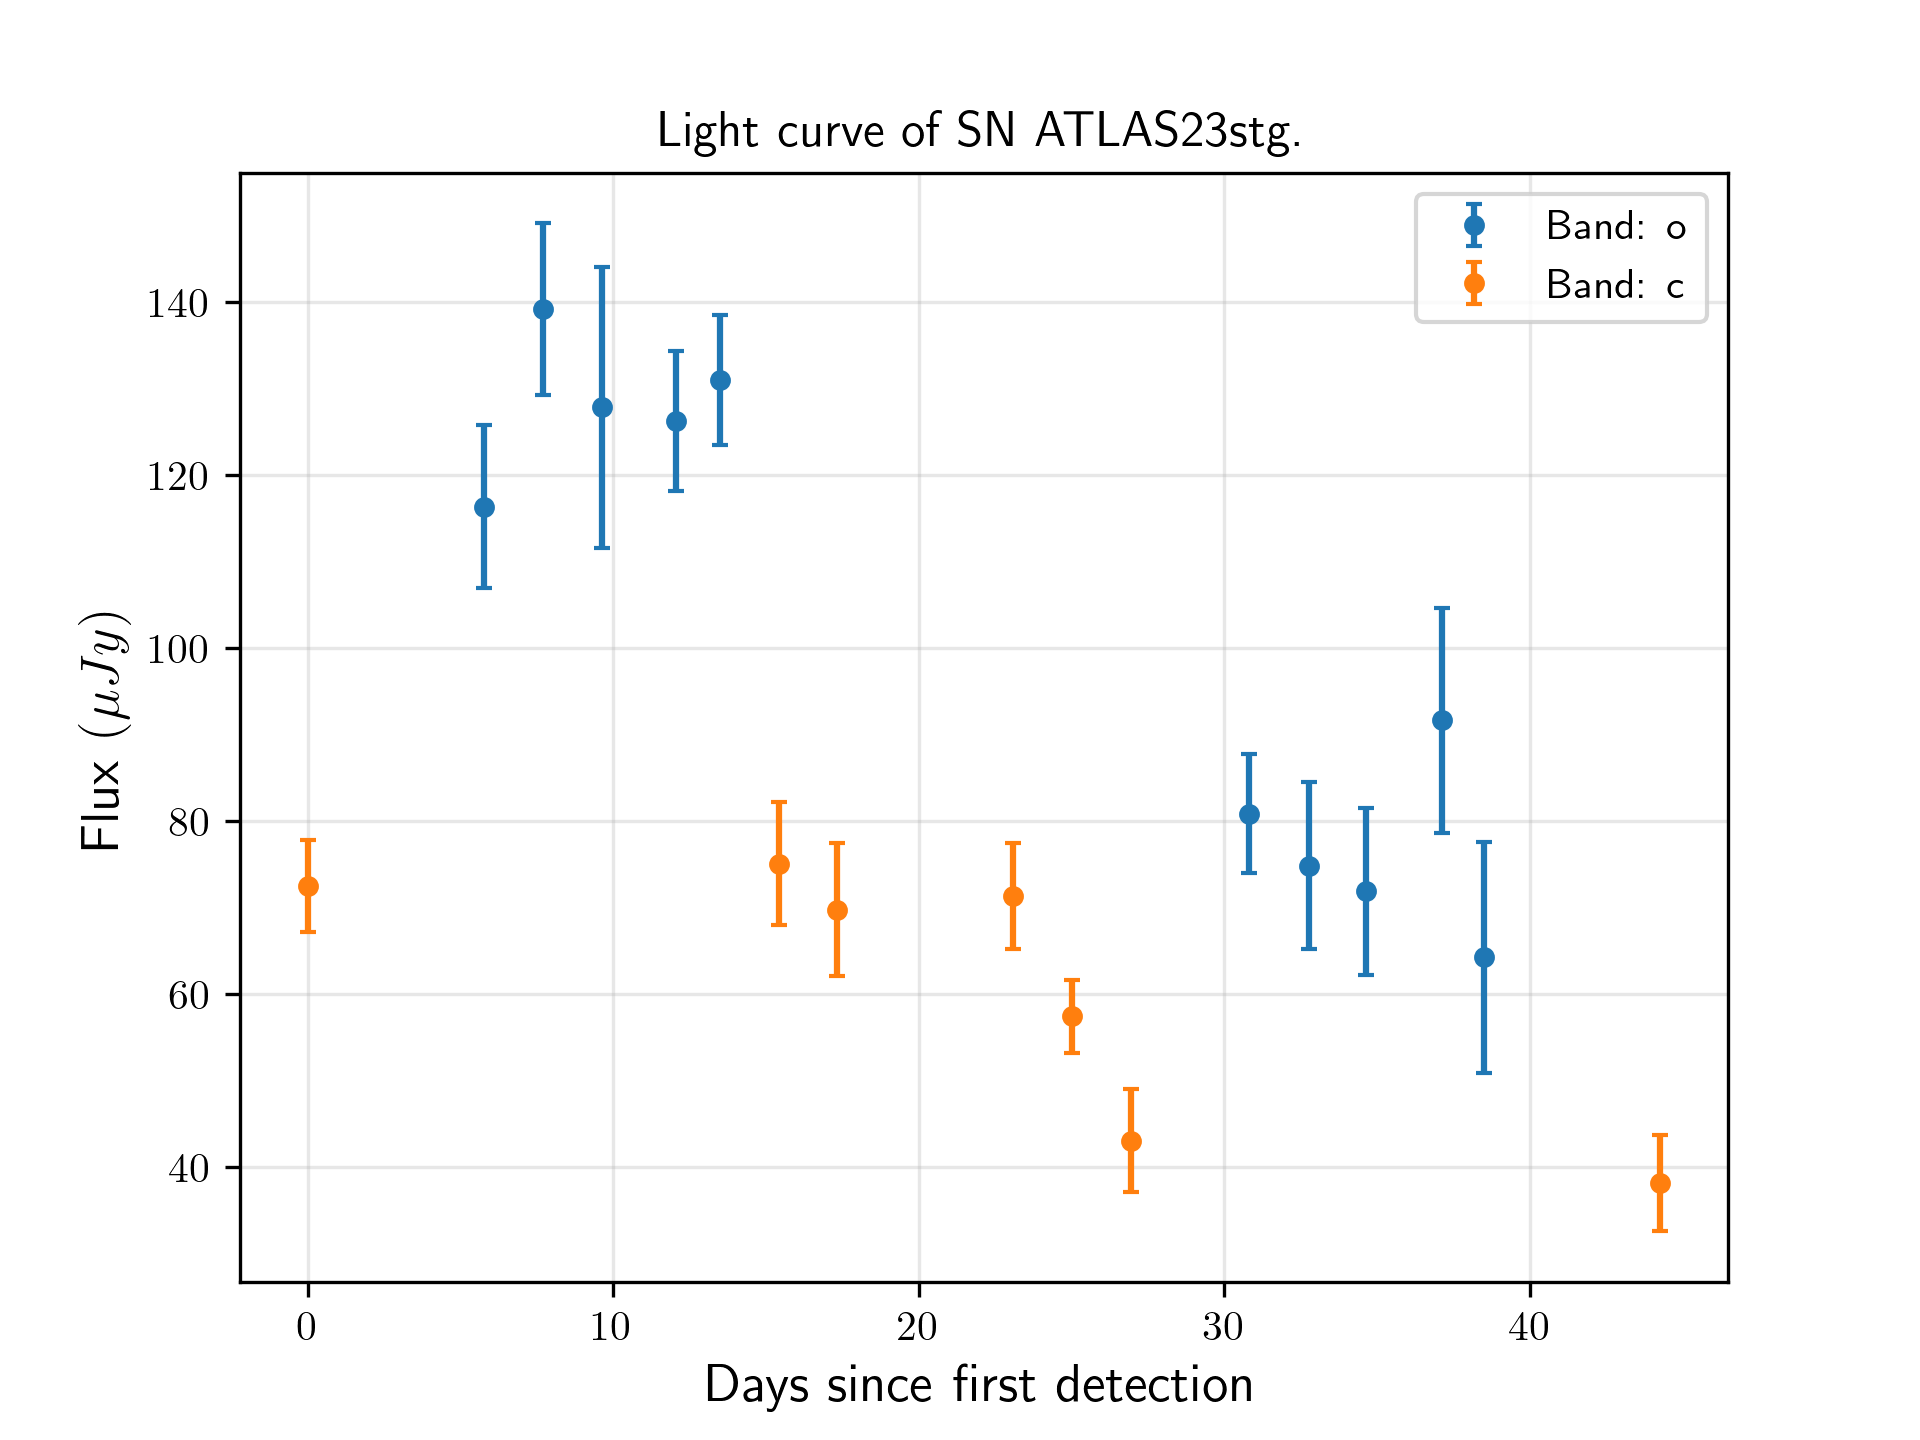 Light curve of SN ATLAS23stg.
Band: o
Band: c
140
120
100
80
60
40
Flux (μJy)
0 10 20 30 40
Days since first detection